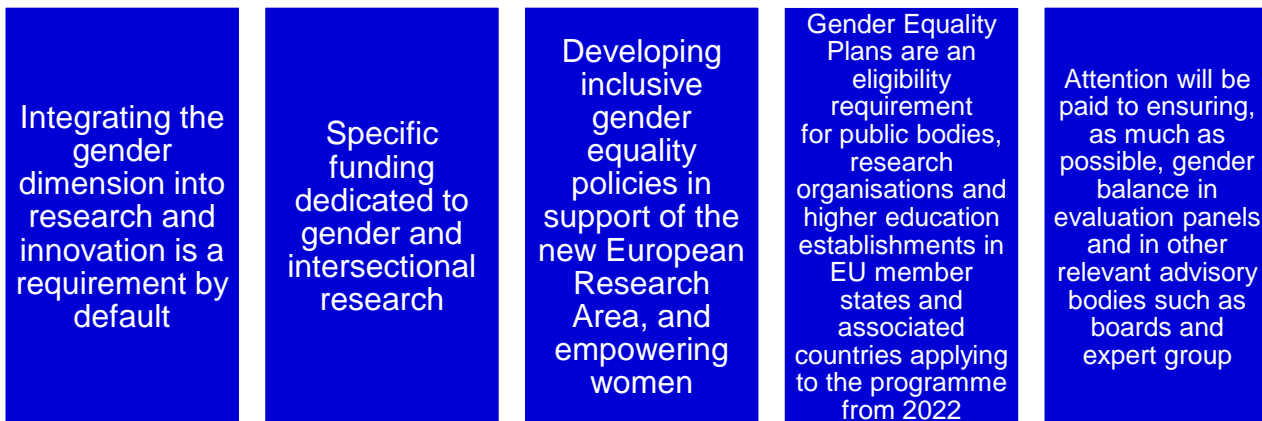 Integrating the
gender
dimension into
research and
innovation is a
requirement by
default
Specific
funding
dedicated to
gender and
intersectional
research
Developing
inclusive
gender
equality
policies in
support of the
new European
Research
Area, and
empowering
women
Gender Equality
Plans are an
eligibility
requirement
for public bodies,
research
organisations and
higher education
establishments in
EU member
states and
associated
countries applying
to the programme
from 2022
Attention will be
paid to ensuring,
as much as
possible, gender
balance in
evaluation panels
and in other
relevant advisory
bodies such as
boards and
expert group